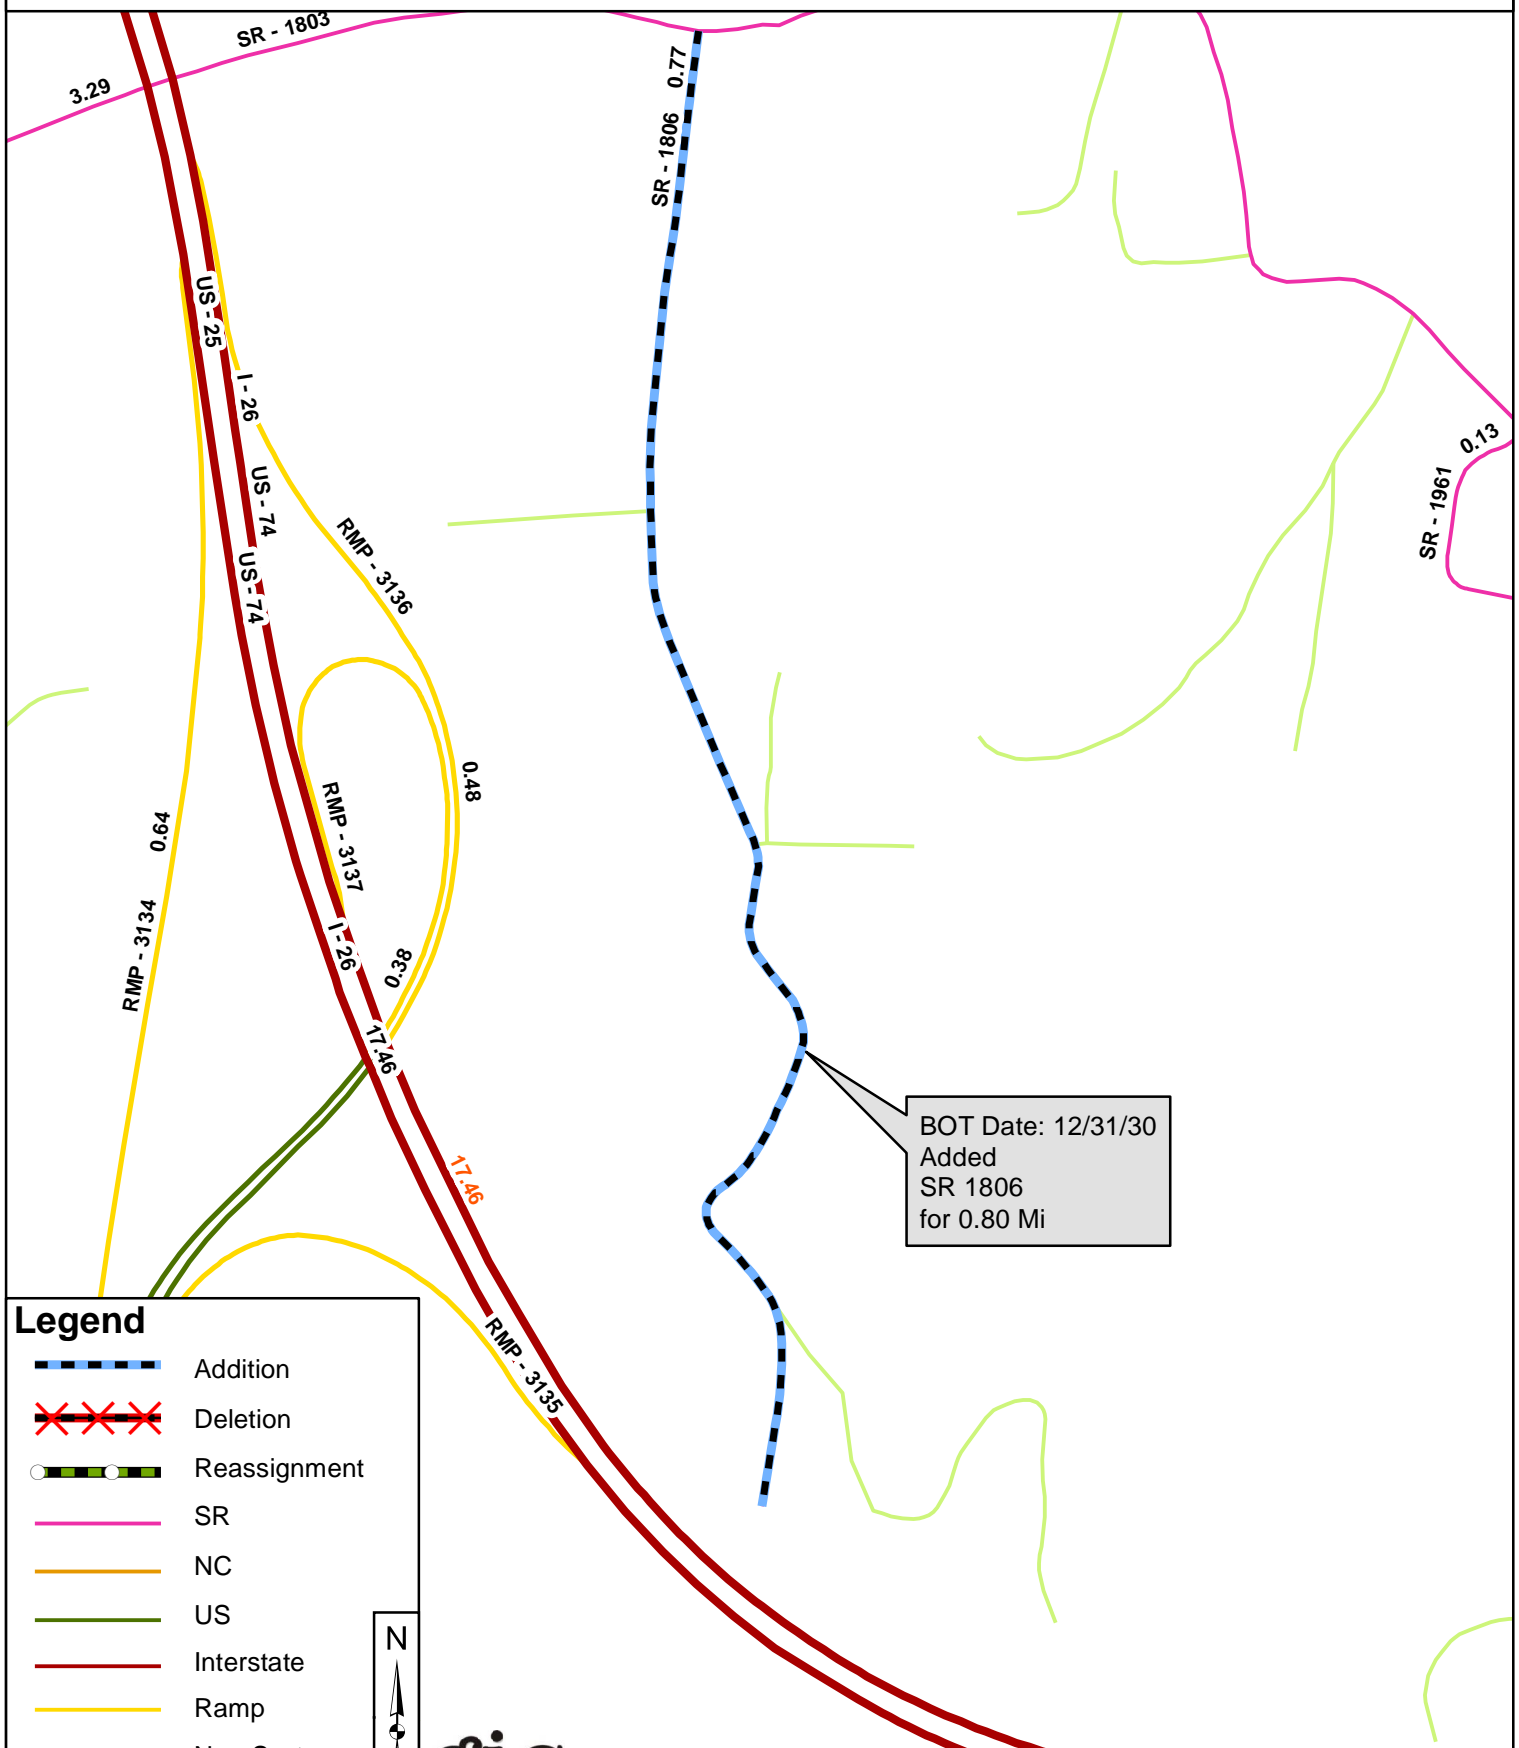 SR - 1803
3.29
0.77
SR - 1806
US - 25
I - 26
US - 74
US - 74
RMP - 3136
0.13
SR - 1961
0.48
0.64
RMP - 3137
RMP - 3134
I - 26
0.38
17.46
17.46
BOT Date: 12/31/30
Added
SR 1806
for 0.80 Mi
RMP - 3135
Legend
Addition
Deletion
Reassignment
SR
NC
US
Interstate
Ramp
N